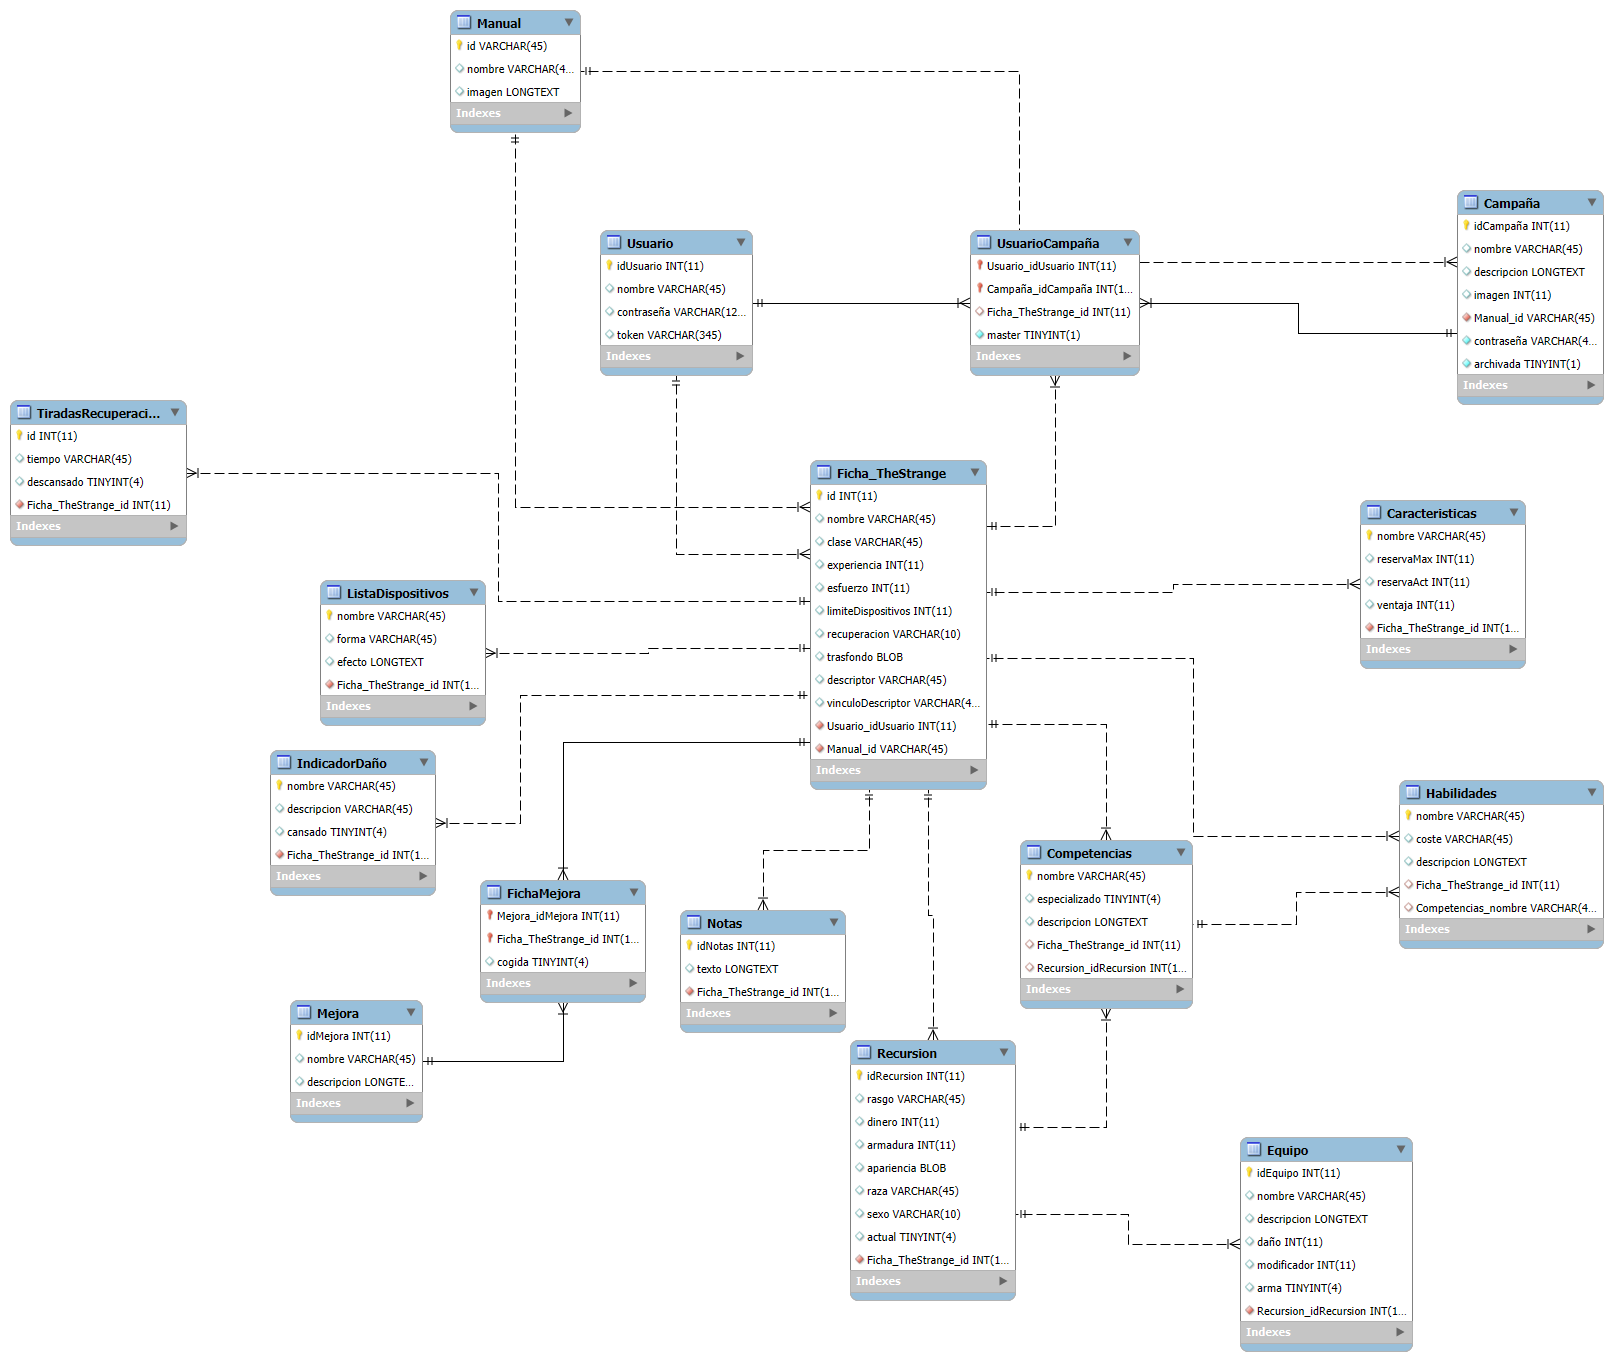 Manual
id VARCHAR(45)
nombre VARCHAR(4...
imagen LONGTEXT
Indexes
Campaña
idCampaña INT(11)
nombre VARCHAR(45)
descripcion LONGTEXT
imagen INT(11)
Manual_id VARCHAR(45)
contraseña VARCHAR(4...
archivada TINYINT(1)
Indexes
Usuario
idUsuario INT(11)
nombre VARCHAR(45)
contraseña VARCHAR(12...
token VARCHAR(345)
Indexes
UsuarioCampaña
Usuario_idUsuario INT(11)
Campaña_idCampaña INT(1...
Ficha_TheStrange_id INT(11)
master TINYINT(1)
Indexes
TiradasRecuperaci...
id INT(11)
tiempo VARCHAR(45)
descansado TINYINT(4)
Ficha_TheStrange_id INT(11)
Indexes
Ficha_TheStrange
id INT(11)
nombre VARCHAR(45)
clase VARCHAR(45)
experiencia INT(11)
esfuerzo INT(11)
limiteDispositivos INT(11)
recuperacion VARCHAR(10)
trasfondo BLOB
descriptor VARCHAR(45)
vinculoDescriptor VARCHAR(4...
Usuario_idUsuario INT(11)
Manual_id VARCHAR(45)
Indexes
Caracteristicas
nombre VARCHAR(45)
reservaMax INT(11)
reservaAct INT(11)
ventaja INT(11)
Ficha_TheStrange_id INT(1...
Indexes
ListaDispositivos
nombre VARCHAR(45)
forma VARCHAR(45)
efecto LONGTEXT
Ficha_TheStrange_id INT(1...
Indexes
IndicadorDaño
nombre VARCHAR(45)
descripcion VARCHAR(45)
cansado TINYINT(4)
Ficha_TheStrange_id INT(1...
Indexes
Habilidades
nombre VARCHAR(45)
coste VARCHAR(45)
descripcion LONGTEXT
Ficha_TheStrange_id INT(11)
Competencias_nombre VARCHAR(4...
Indexes
Competencias
nombre VARCHAR(45)
especializado TINYINT(4)
descripcion LONGTEXT
Ficha_TheStrange_id INT(11)
Recursion_idRecursion INT(1...
Indexes
FichaMejora
Mejora_idMejora INT(11)
Ficha_TheStrange_id INT(1...
cogida TINYINT(4)
Indexes
Notas
idNotas INT(11)
texto LONGTEXT
Ficha_TheStrange_id INT(1...
Indexes
Mejora
idMejora INT(11)
nombre VARCHAR(45)
descripcion LONGTE...
Indexes
Recursion
idRecursion INT(11)
rasgo VARCHAR(45)
dinero INT(11)
armadura INT(11)
apariencia BLOB
raza VARCHAR(45)
sexo VARCHAR(10)
actual TINYINT(4)
Ficha_TheStrange_id INT(1...
Indexes
Equipo
idEquipo INT(11)
nombre VARCHAR(45)
descripcion LONGTEXT
daño INT(11)
modificador INT(11)
arma TINYINT(4)
Recursion_idRecursion INT(1...
Indexes